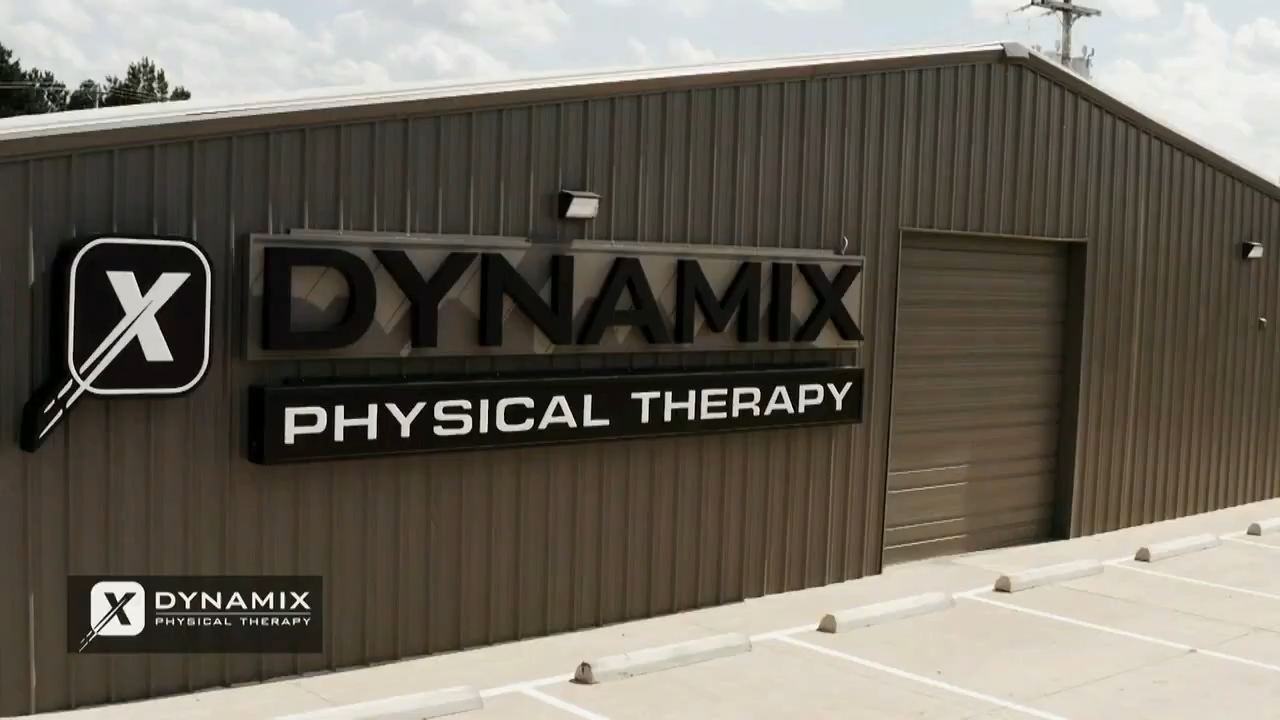 X
DYNAMIX
PHYSICAL THERAPY
X
DYNAMIX
PHYSICAL THERAPY